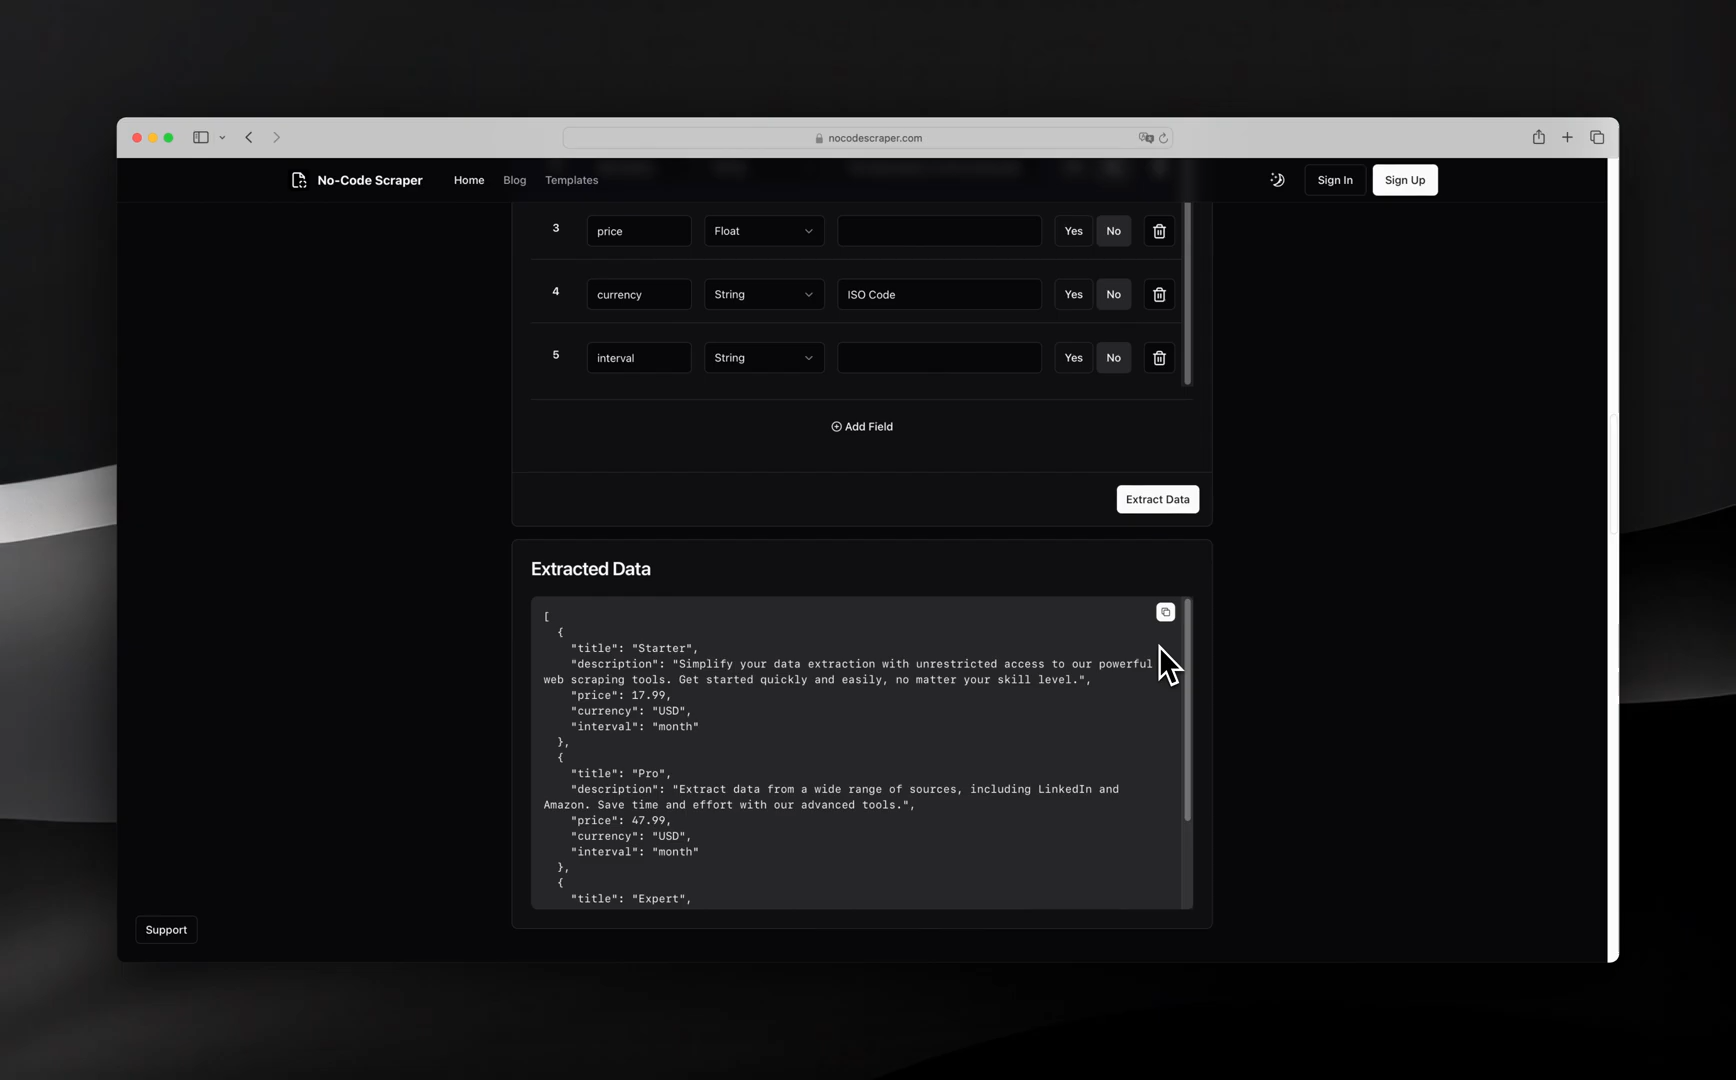 nocodescraper.com
No-Code Scraper Home Blog Templates Sign In Sign Up
3 price Float Yes No
4 currency String ISO Code Yes No
5 interval String Yes No
Add Field
Extract Data
Extracted Data
[
{
"title": "Starter",
"description": "Simplify your data extraction with unrestricted access to our powerful
web scraping tools. Get started quickly and easily, no matter your skill level.",
"price": 17.99,
"currency": "USD",
"interval": "month"
},
{
"title": "Pro",
"description": "Extract data from a wide range of sources, including LinkedIn and
Amazon. Save time and effort with our advanced tools.",
"price": 47.99,
"currency": "USD",
"interval": "month"
},
{
"title": "Expert",
Support